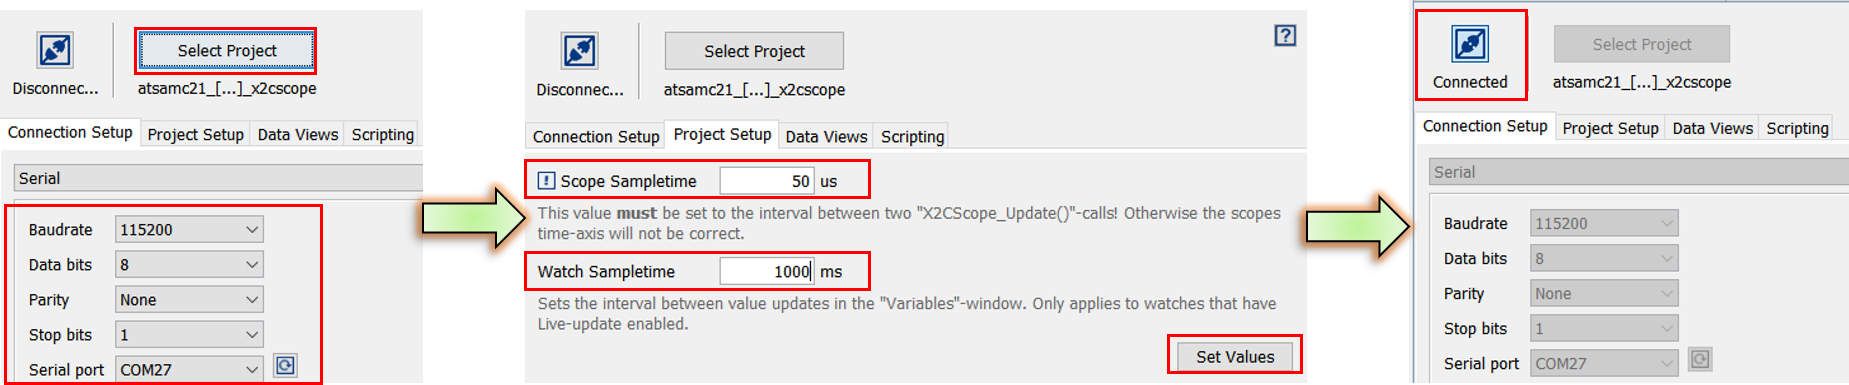 Select Project
Disconnec...
atsamc21_[...]_x2cscope
Connection Setup
Project Setup
Data Views
Scripting
Serial
Baudrate
115200
Data bits
8
Parity
None
Stop bits
1
Serial port
COM27
Select Project
Disconnec...
atsamc21_[...]_x2cscope
?
Connection Setup
Project Setup
Data Views
Scripting
! Scope Sampletime 50 us
This value must be set to the interval between two "X2CScope_Update()"-calls! Otherwise the scopes
time-axis will not be correct.
Watch Sampletime 1000 ms
Sets the interval between value updates in the "Variables"-window. Only applies to watches that have
Live-update enabled.
Set Values
Select Project
Connected
atsamc21_[...]_x2cscope
Connection Setup
Project Setup
Data Views
Scripting
Serial
Baudrate
115200
Data bits
8
Parity
None
Stop bits
1
Serial port
COM27